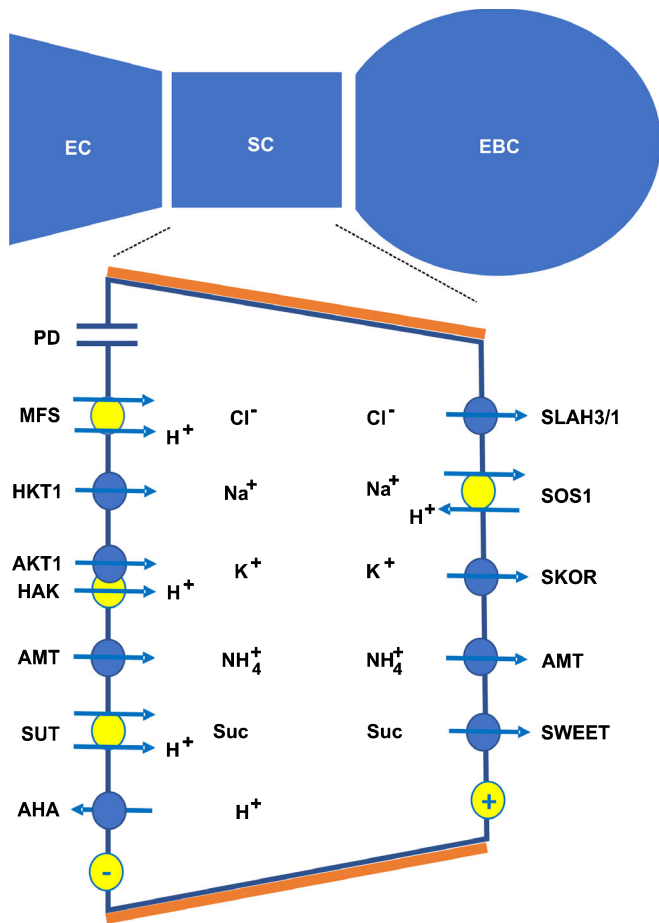 EC SC EBC
PD
MFS Cl- Cl- SLAH3/1
H+
HKT1 Na+ Na+ SOS1
H+
AKT1
K+ K+ SKOR
HAK H+
AMT NH4+ NH4+ AMT
SUT Suc Suc SWEET
H+
AHA H+
+
-